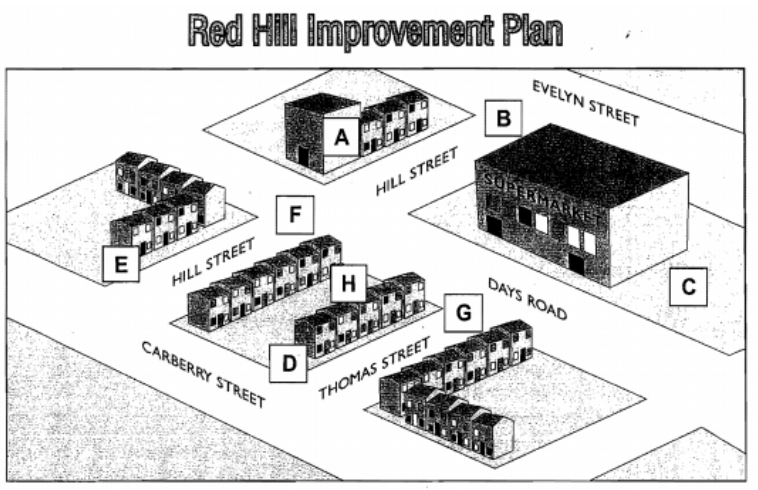 Red Hill Improvement Plan
EVELYN STREET
B
A
HILL STREET
SUPERMARKET
F
E
HILL STREET
H
C
DAYS ROAD
G
D
THOMAS STREET
CARBERRY STREET